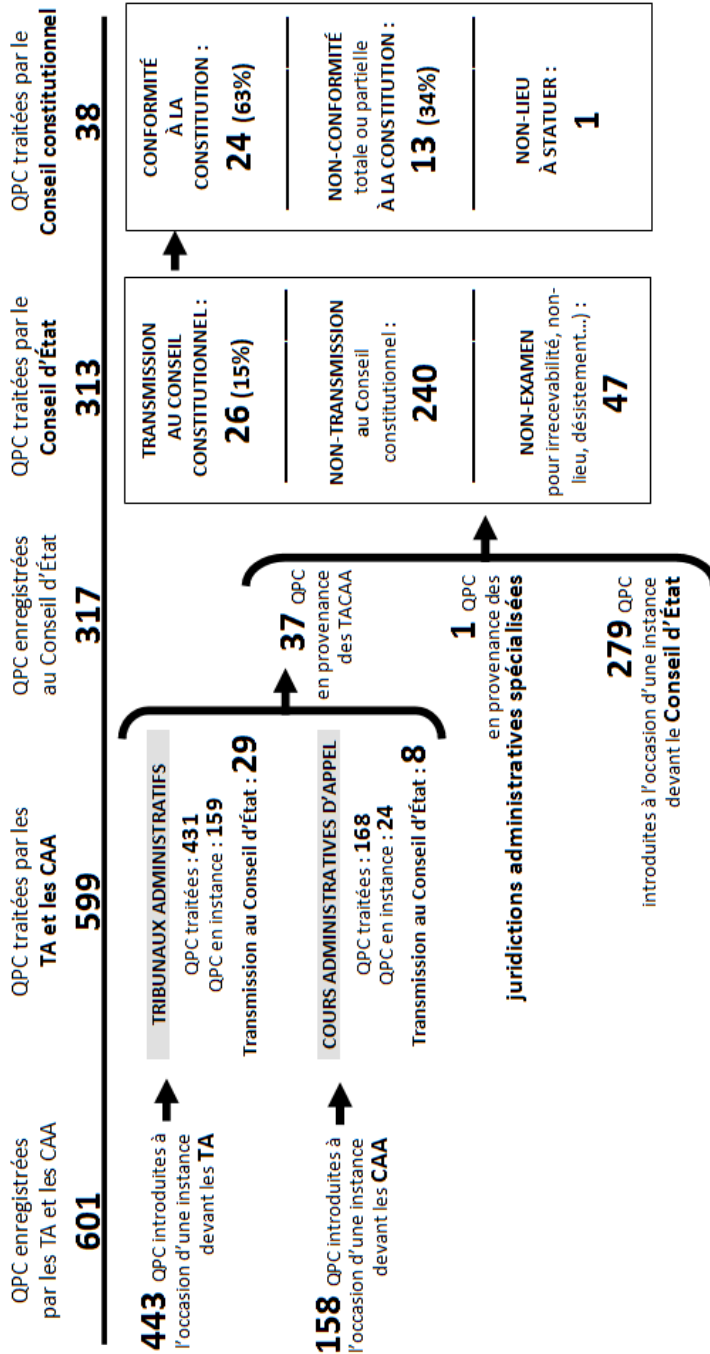 QPC enregistrées
par les TA et les CAA
601
443 QPC introduites à
l'occasion d'une instance
devant les TA
158 QPC introduites à
l'occasion d'une instance
devant les CAA
QPC traitées par les
TA et les CAA
599
TRIBUNAUX ADMINISTRATIFS
QPC traitées : 431
QPC en instance : 159
Transmission au Conseil d'État : 29
COURS ADMINISTRATIVES D'APPEL
QPC traitées : 168
QPC en instance : 24
Transmission au Conseil d'État : 8
QPC enregistrées
au Conseil d'État
317
37 QPC
en provenance
des TACAA
1 QPC
en provenance des
juridictions administratives spécialisées
279 QPC
introduites à l'occasion d'une instance
devant le Conseil d'État
QPC traitées par le
Conseil d'État
313
TRANSMISSION
AU CONSEIL
CONSTITUTIONNEL :
26 (15%)
NON-TRANSMISSION
au Conseil
constitutionnel :
240
NON-EXAMEN
pour irrecevabilité, non-
lieu, désistement...) :
47
QPC traitées par le
Conseil constitutionnel
38
CONFORMITÉ
À LA
CONSTITUTION :
24 (63%)
NON-CONFORMITÉ
totale ou partielle
À LA CONSTITUTION :
13 (34%)
NON-LIEU
À STATUER :
1